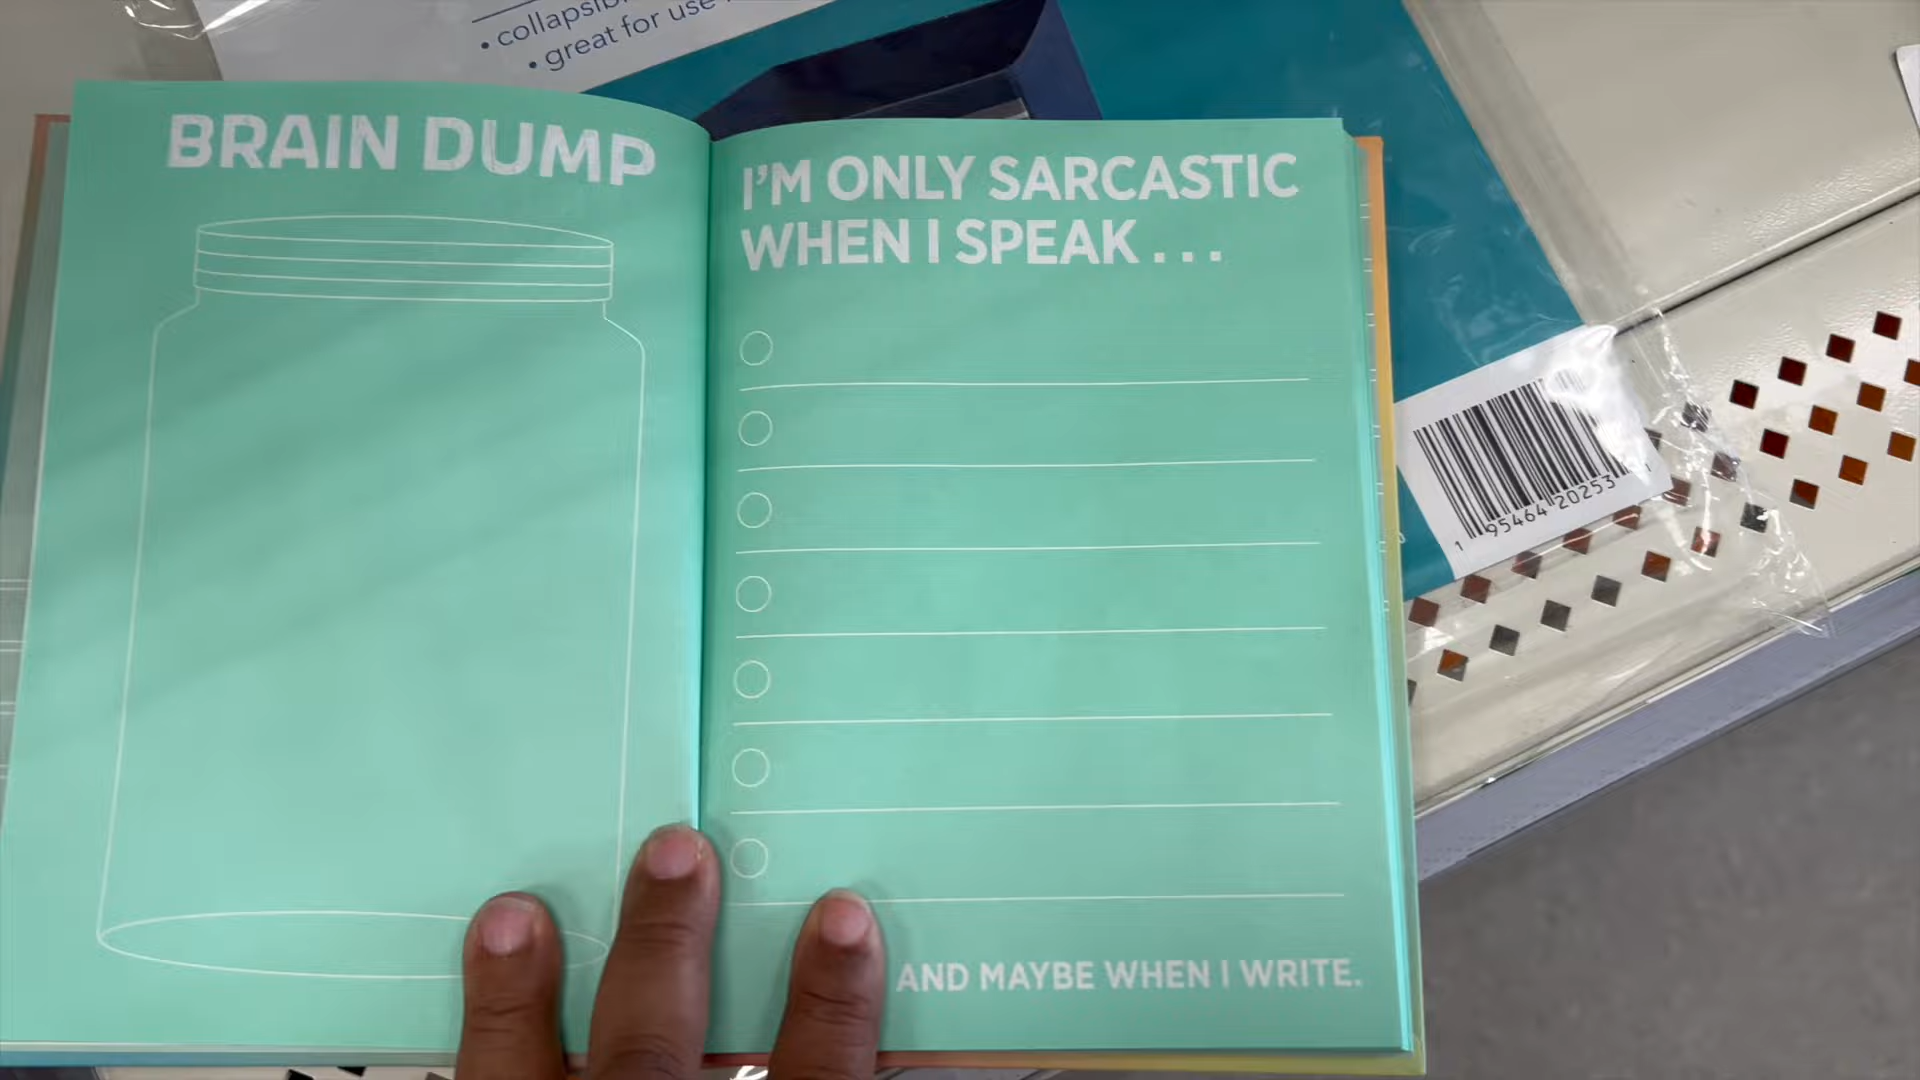 • collapsib
• great for use
BRAIN DUMP
I'M ONLY SARCASTIC
WHEN I SPEAK...
AND MAYBE WHEN I WRITE.
1 95464 20253 1